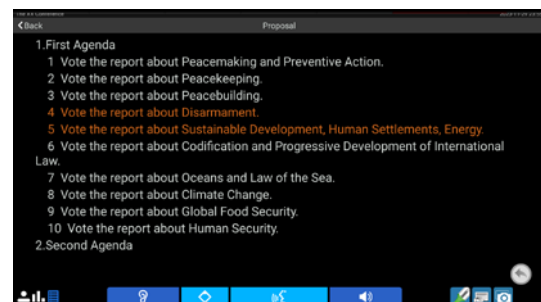 Back
Proposal
1.First Agenda
1 Vote the report about Peacemaking and Preventive Action.
2 Vote the report about Peacekeeping.
3 Vote the report about Peacebuilding.
4 Vote the report about Disarmament.
5 Vote the report about Sustainable Development, Human Settlements, Energy.
6 Vote the report about Codification and Progressive Development of International
Law.
7 Vote the report about Oceans and Law of the Sea.
8 Vote the report about Climate Change.
9 Vote the report about Global Food Security.
10 Vote the report about Human Security.
2.Second Agenda